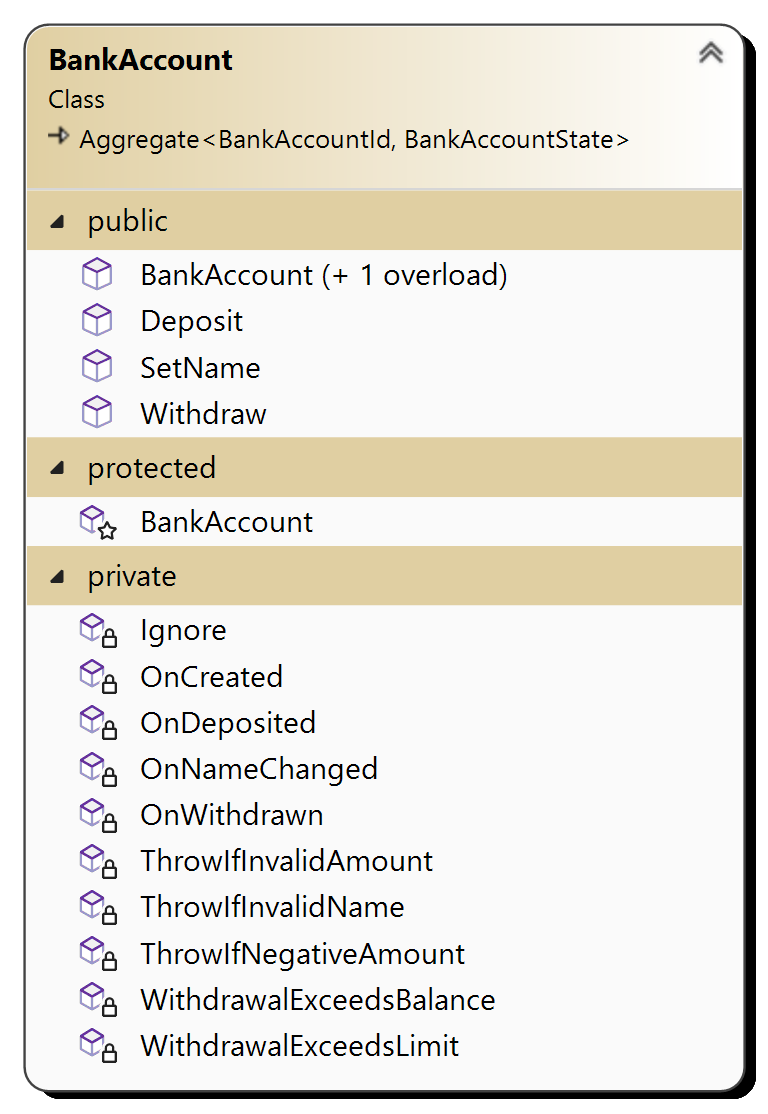 BankAccount
Class
Aggregate<BankAccountId, BankAccountState>
public
BankAccount (+ 1 overload)
Deposit
SetName
Withdraw
protected
BankAccount
private
Ignore
OnCreated
OnDeposited
OnNameChanged
OnWithdrawn
ThrowIfInvalidAmount
ThrowIfInvalidName
ThrowIfNegativeAmount
WithdrawalExceedsBalance
WithdrawalExceedsLimit